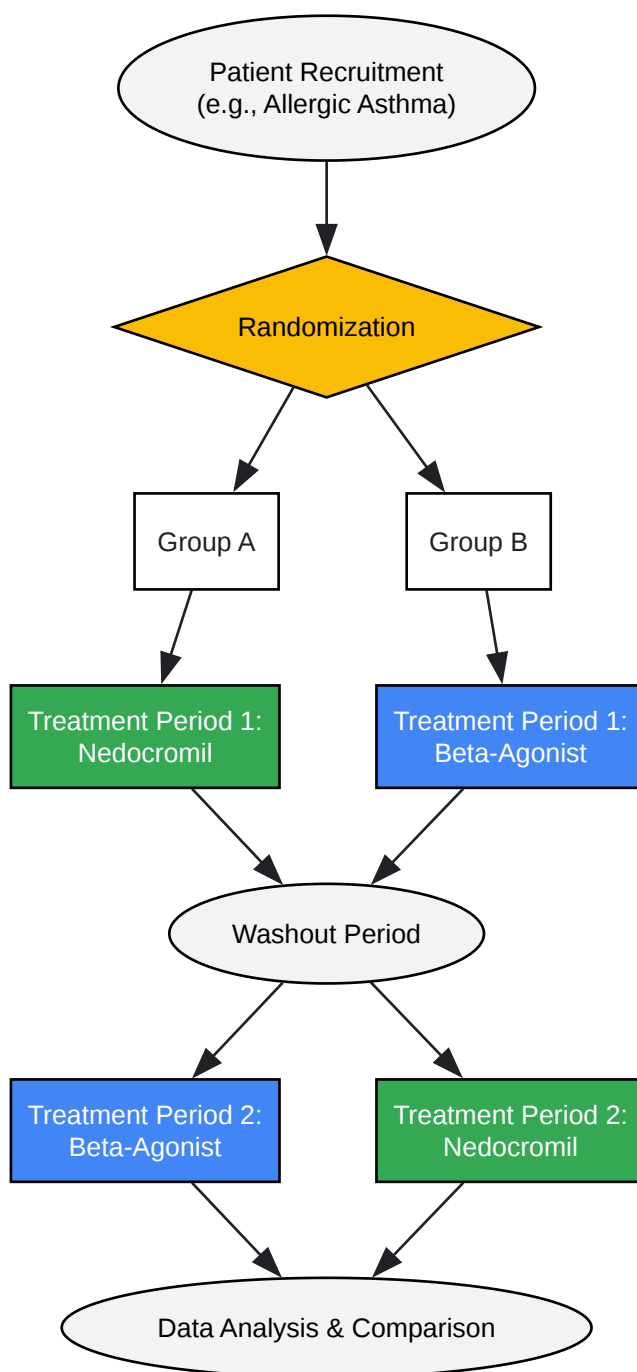 Patient Recruitment
(e.g., Allergic Asthma)
Randomization
Group A
Group B
Treatment Period 1:
Nedocromil
Treatment Period 1:
Beta-Agonist
Washout Period
Treatment Period 2:
Beta-Agonist
Treatment Period 2:
Nedocromil
Data Analysis & Comparison